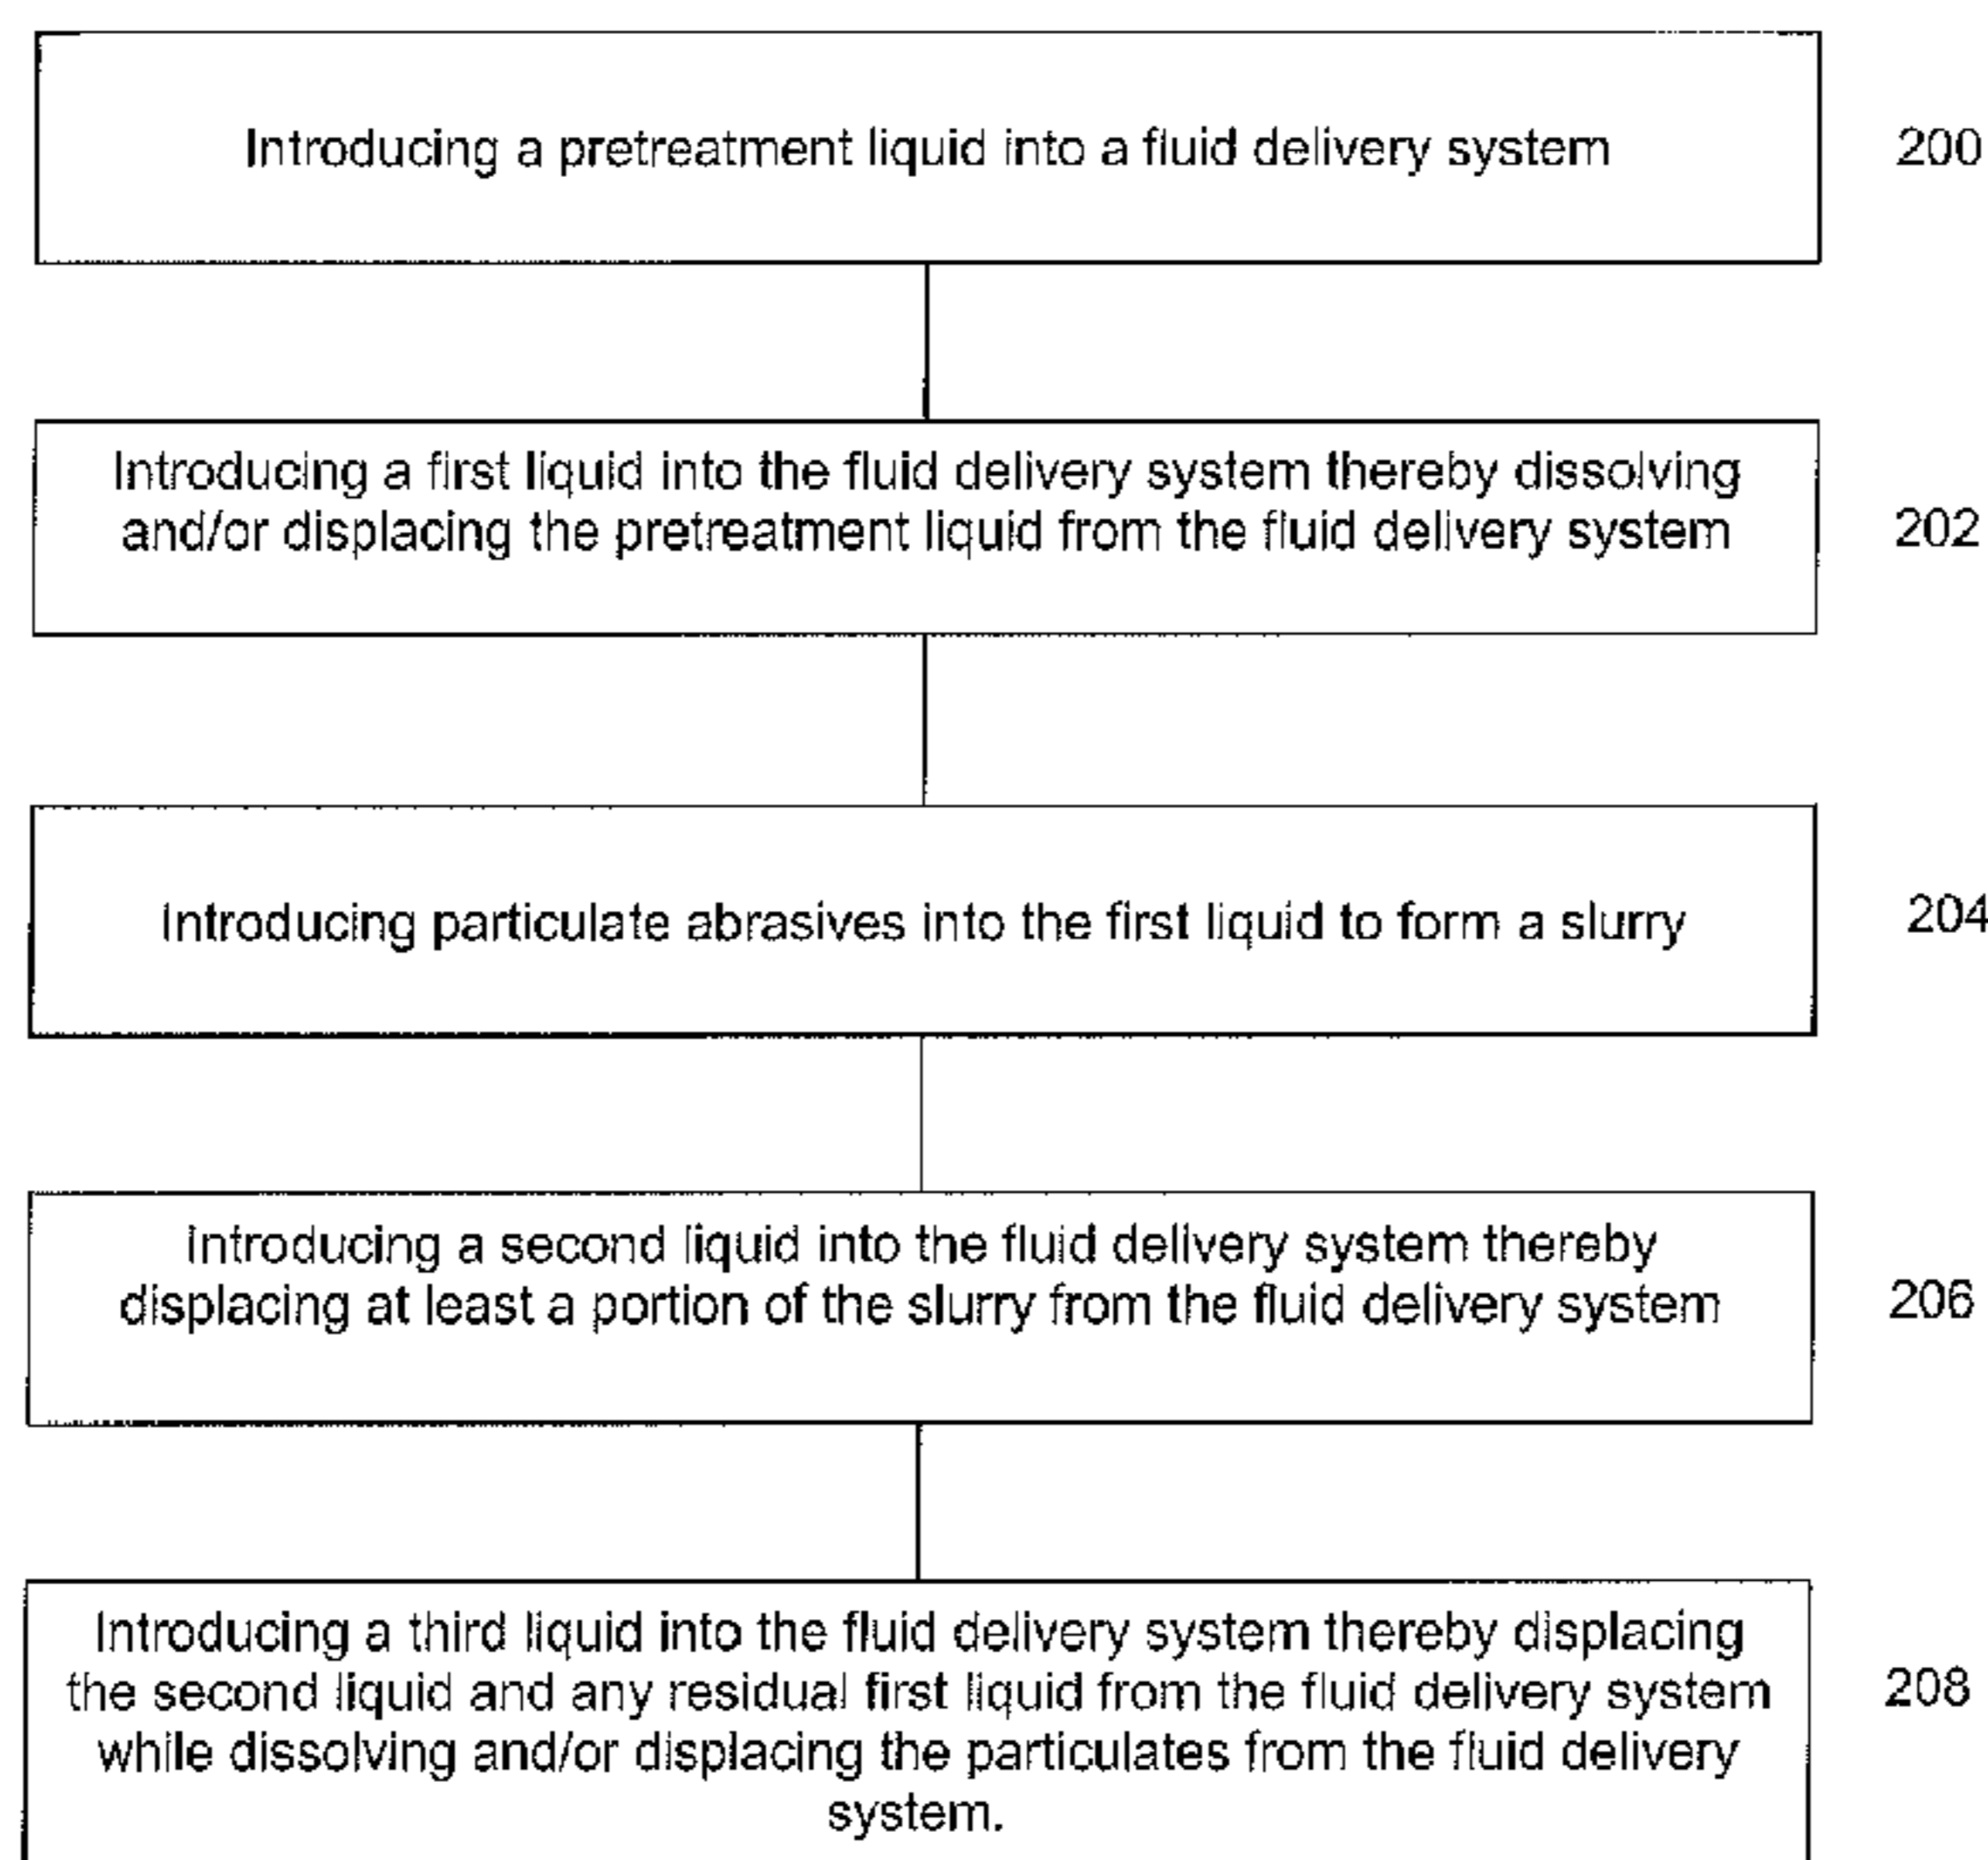 Introducing a pretreatment liquid into a fluid delivery system
200
Introducing a first liquid into the fluid delivery system thereby dissolving
and/or displacing the pretreatment liquid from the fluid delivery system
202
Introducing particulate abrasives into the first liquid to form a slurry
204
Introducing a second liquid into the fluid delivery system thereby
displacing at least a portion of the slurry from the fluid delivery system
206
Introducing a third liquid into the fluid delivery system thereby displacing
the second liquid and any residual first liquid from the fluid delivery system
while dissolving and/or displacing the particulates from the fluid delivery
system.
208